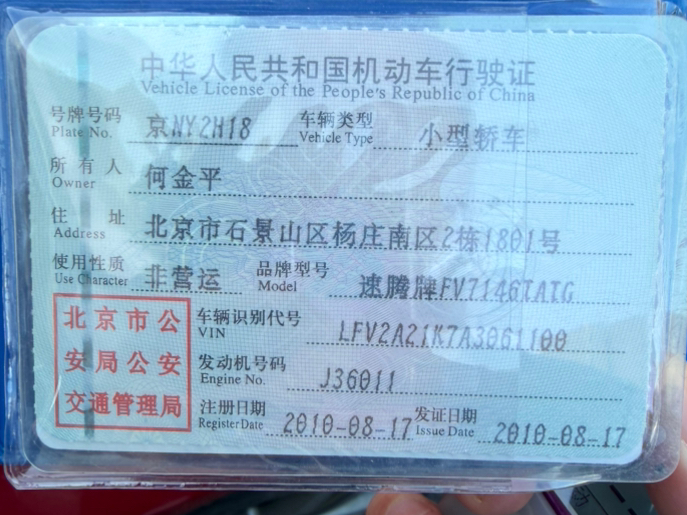 中华人民共和国机动车行驶证
Vehicle License of the People's Republic of China
号牌号码 京NY2H18 车辆类型 小型轿车
Plate No. Vehicle Type
所有人 何金平
Owner
住址 北京市石景山区杨庄南区2栋1801号
Address
使用性质 非营运 品牌型号 速腾牌FV7146TATG
Use Character Model
北京市公安局公安交通管理局
车辆识别代号 LFV2A21K7A3061100
VIN
发动机号码 J36011
Engine No.
注册日期 2010-08-17 发证日期 2010-08-17
Register Date Issue Date